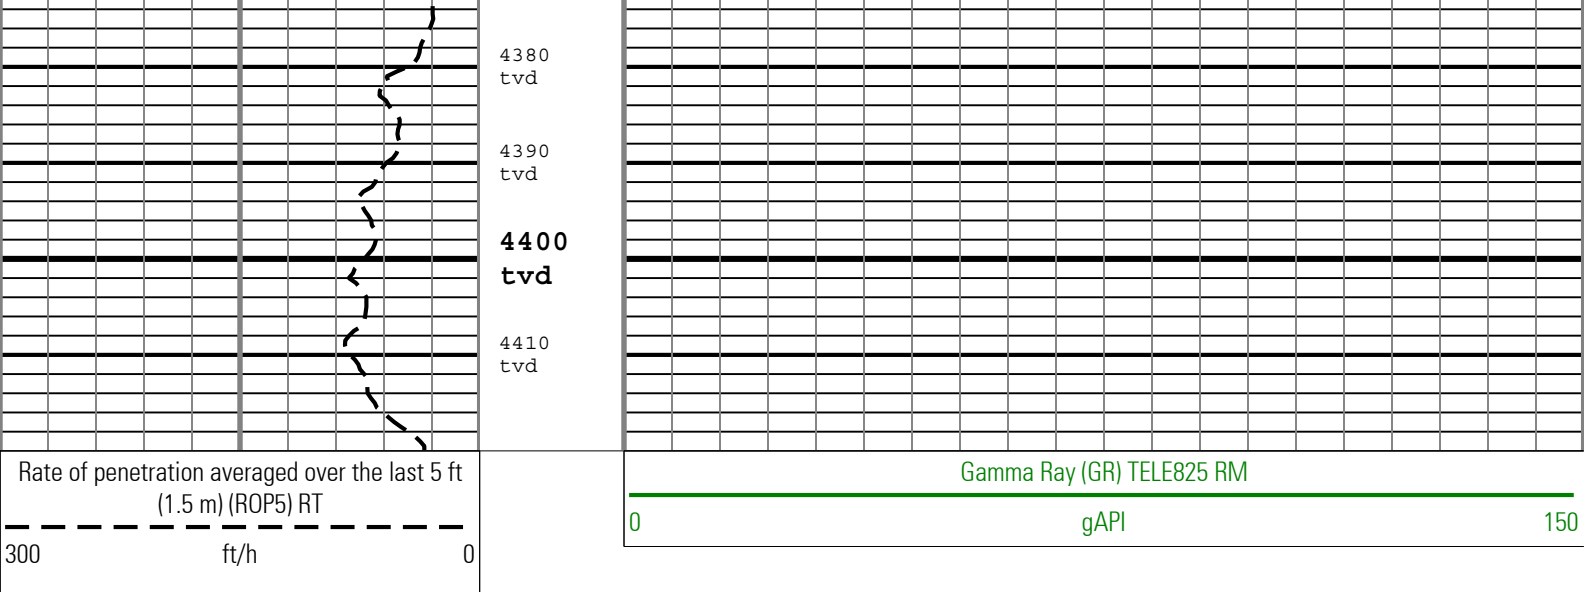 4380
tvd
4390
tvd
4400
tvd
4410
tvd
Rate of penetration averaged over the last 5 ft
(1.5 m) (ROP5) RT
300 ft/h 0
Gamma Ray (GR) TELE825 RM
0 gAPI 150